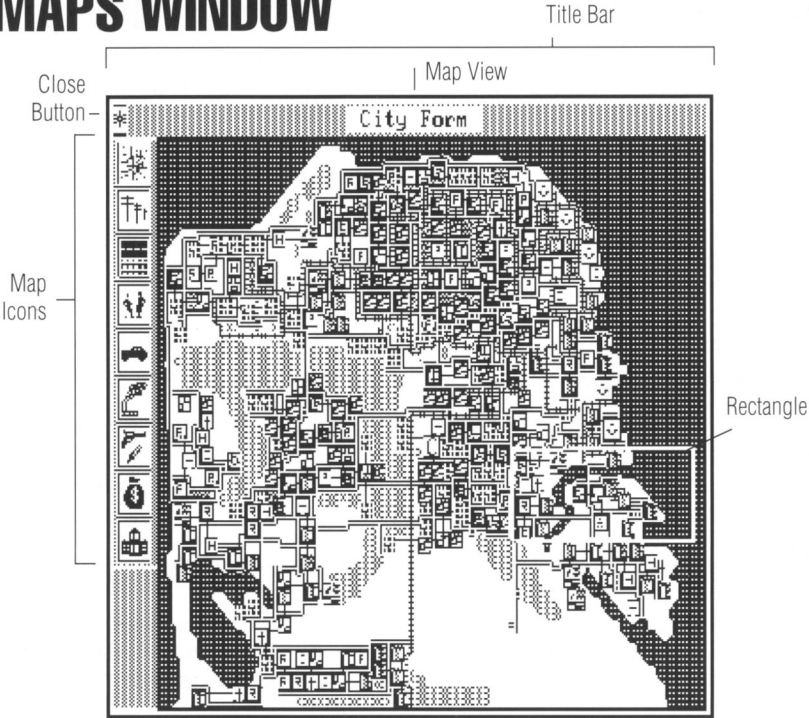 MAPS WINDOW
Title Bar
Map View
Close
Button
City Form
Map
Icons
Rectangle